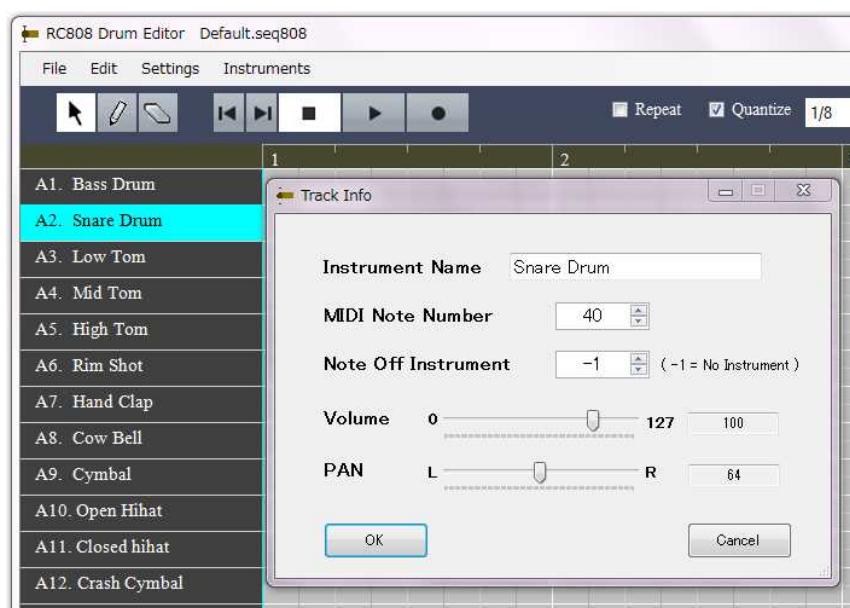 RC808 Drum Editor Default.seq808
File Edit Settings Instruments
Repeat Quantize 1/8
1 2
A1. Bass Drum
A2. Snare Drum
A3. Low Tom
A4. Mid Tom
A5. High Tom
A6. Rim Shot
A7. Hand Clap
A8. Cow Bell
A9. Cymbal
A10. Open Hihat
A11. Closed hihat
A12. Crash Cymbal
Track Info
Instrument Name Snare Drum
MIDI Note Number 40
Note Off Instrument -1 ( -1 = No Instrument )
Volume 0 127 100
PAN L R 64
OK Cancel